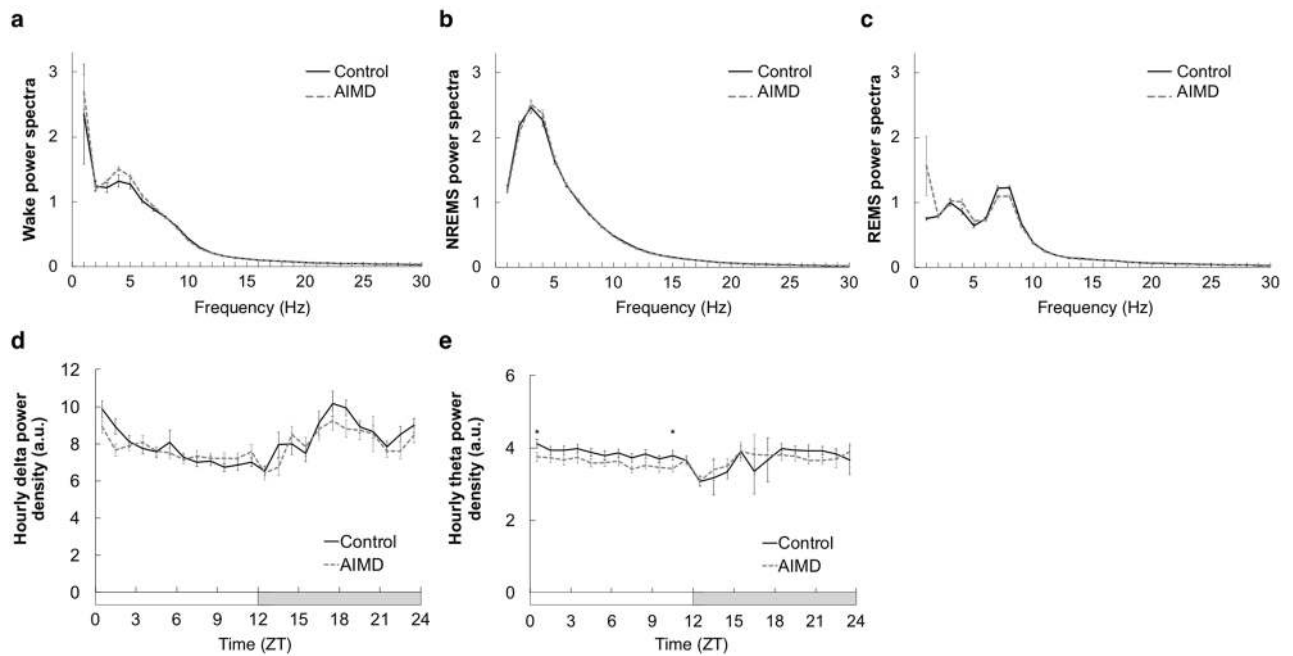 a
Wake power spectra
3
2
1
0
Control
AIMD
0 5 10 15 20 25 30
Frequency (Hz)
b
NREMS power spectra
3
2
1
0
Control
AIMD
0 5 10 15 20 25 30
Frequency (Hz)
c
REMS power spectra
3
2
1
0
Control
AIMD
0 5 10 15 20 25 30
Frequency (Hz)
d
Hourly delta power
density (a.u.)
12
10
8
6
4
2
0
Control
AIMD
0 3 6 9 12 15 18 21 24
Time (ZT)
e
Hourly theta power
density (a.u.)
6
4
2
0
* *
Control
AIMD
0 3 6 9 12 15 18 21 24
Time (ZT)